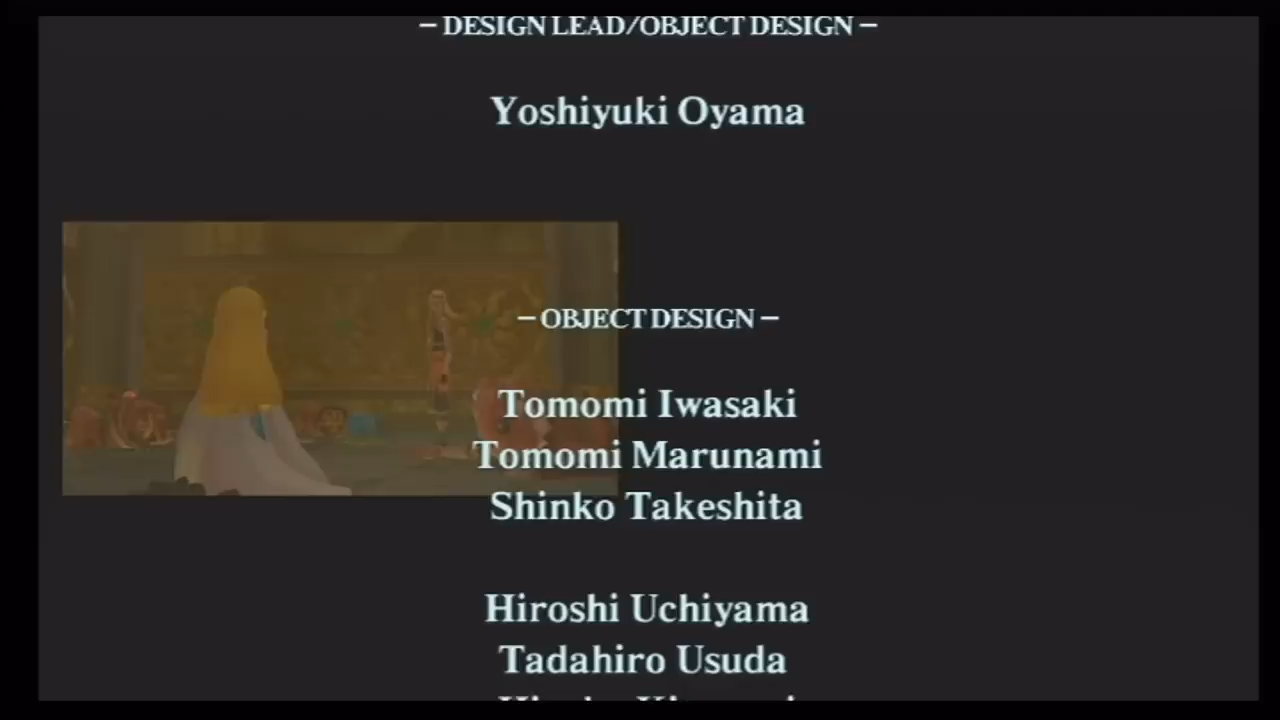 – DESIGN LEAD/OBJECT DESIGN –
Yoshiyuki Oyama
– OBJECT DESIGN –
Tomomi Iwasaki
Tomomi Marunami
Shinko Takeshita
Hiroshi Uchiyama
Tadahiro Usuda